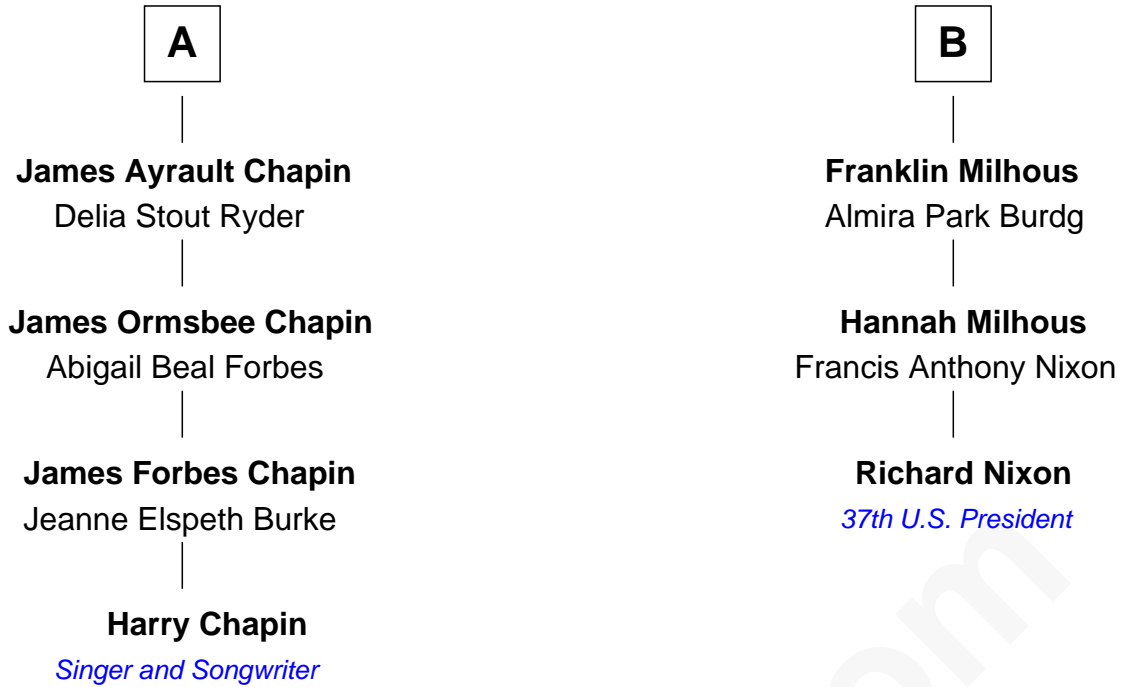 A
James Ayrault Chapin
Delia Stout Ryder
James Ormsbee Chapin
Abigail Beal Forbes
James Forbes Chapin
Jeanne Elspeth Burke
Harry Chapin
Singer and Songwriter
B
Franklin Milhous
Almira Park Burdg
Hannah Milhous
Francis Anthony Nixon
Richard Nixon
37th U.S. President
om